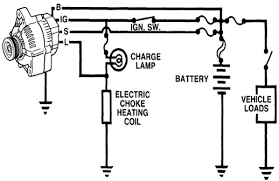 B
IG
S
L
IGN. SW.
CHARGE
LAMP
BATTERY
ELECTRIC
CHOKE
HEATING
COIL
VEHICLE
LOADS